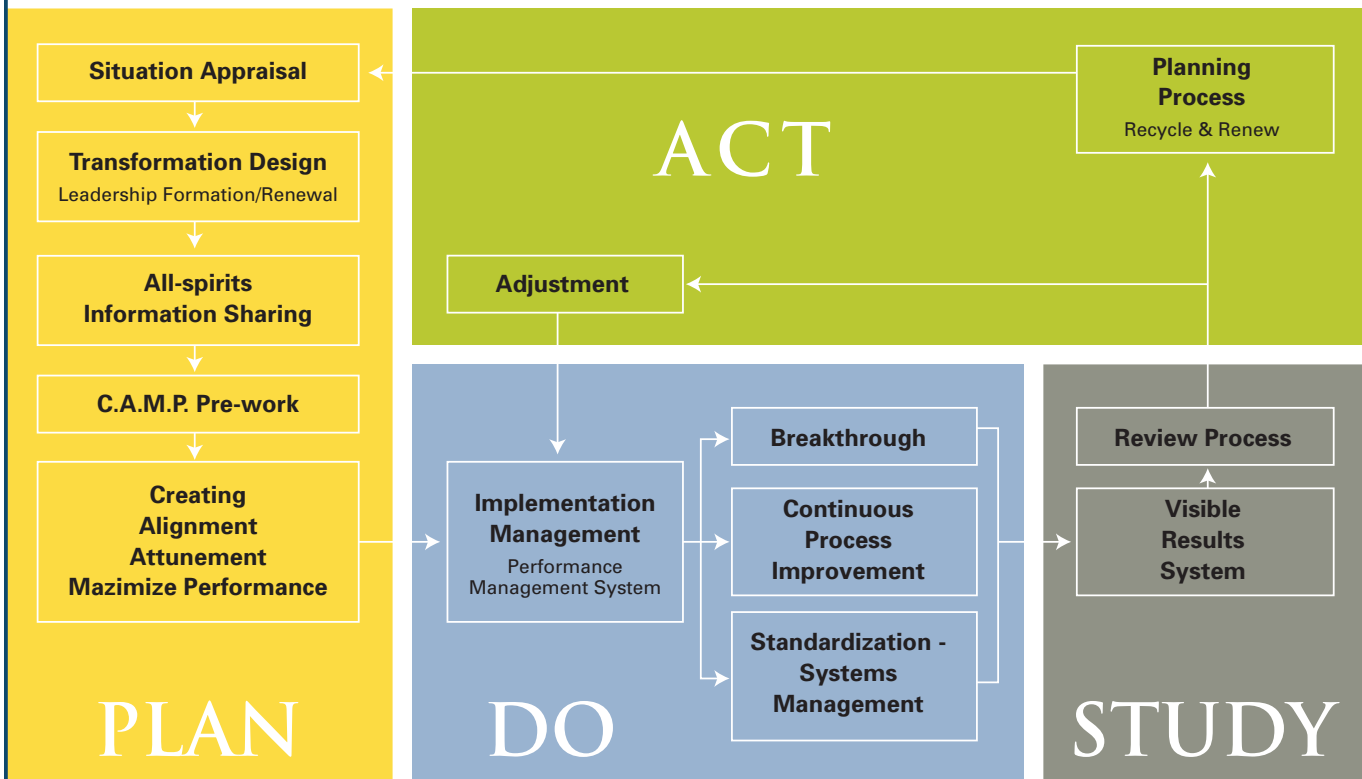 Situation Appraisal
Transformation Design
Leadership Formation/Renewal
All-spirits
Information Sharing
C.A.M.P. Pre-work
Creating
Alignment
Attunement
Mazimize Performance
PLAN
ACT
Planning
Process
Recycle & Renew
Adjustment
Implementation
Management
Performance
Management System
Breakthrough
Continuous
Process
Improvement
Standardization -
Systems
Management
DO
Review Process
Visible
Results
System
STUDY